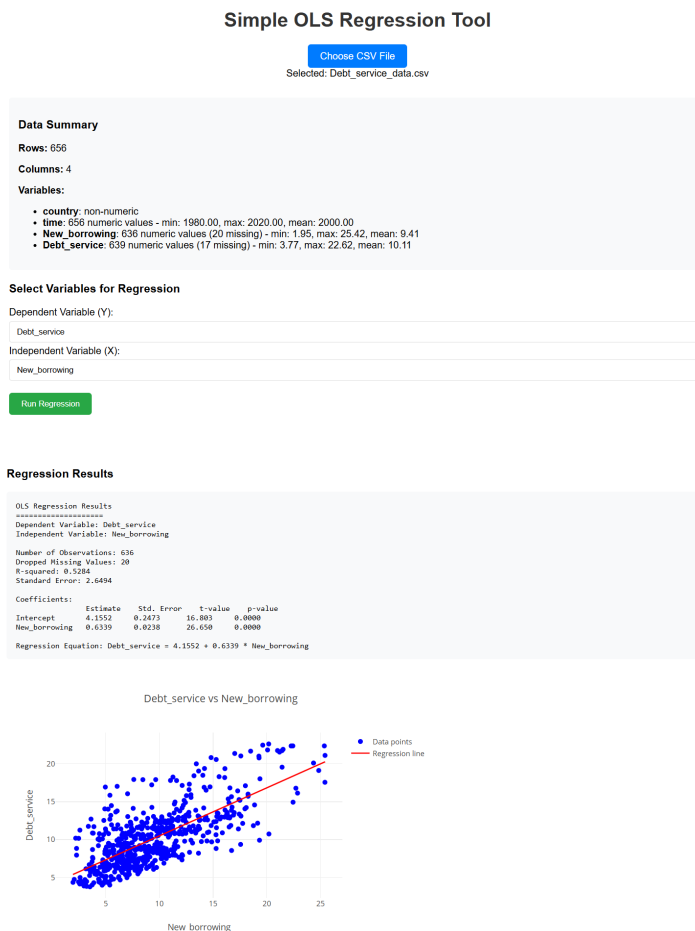 Simple OLS Regression Tool
Choose CSV File
Selected: Debt_service_data.csv
Data Summary
Rows: 656
Columns: 4
Variables:
• country: non-numeric
• time: 656 numeric values - min: 1980.00, max: 2020.00, mean: 2000.00
• New_borrowing: 636 numeric values (20 missing) - min: 1.95, max: 25.42, mean: 9.41
• Debt_service: 639 numeric values (17 missing) - min: 3.77, max: 22.62, mean: 10.11
Select Variables for Regression
Dependent Variable (Y):
Debt_service
Independent Variable (X):
New_borrowing
Run Regression
Regression Results
OLS Regression Results
====================
Dependent Variable: Debt_service
Independent Variable: New_borrowing
Number of Observations: 636
Dropped Missing Values: 20
R-squared: 0.5284
Standard Error: 2.6494
Coefficients:
Estimate Std. Error t-value p-value
Intercept 4.1552 0.2473 16.803 0.0000
New_borrowing 0.6339 0.0238 26.650 0.0000
Regression Equation: Debt_service = 4.1552 + 0.6339 * New_borrowing
Debt_service vs New_borrowing
Data points
Regression line
Debt_service
20
15
10
5
5 10 15 20 25
New_borrowing